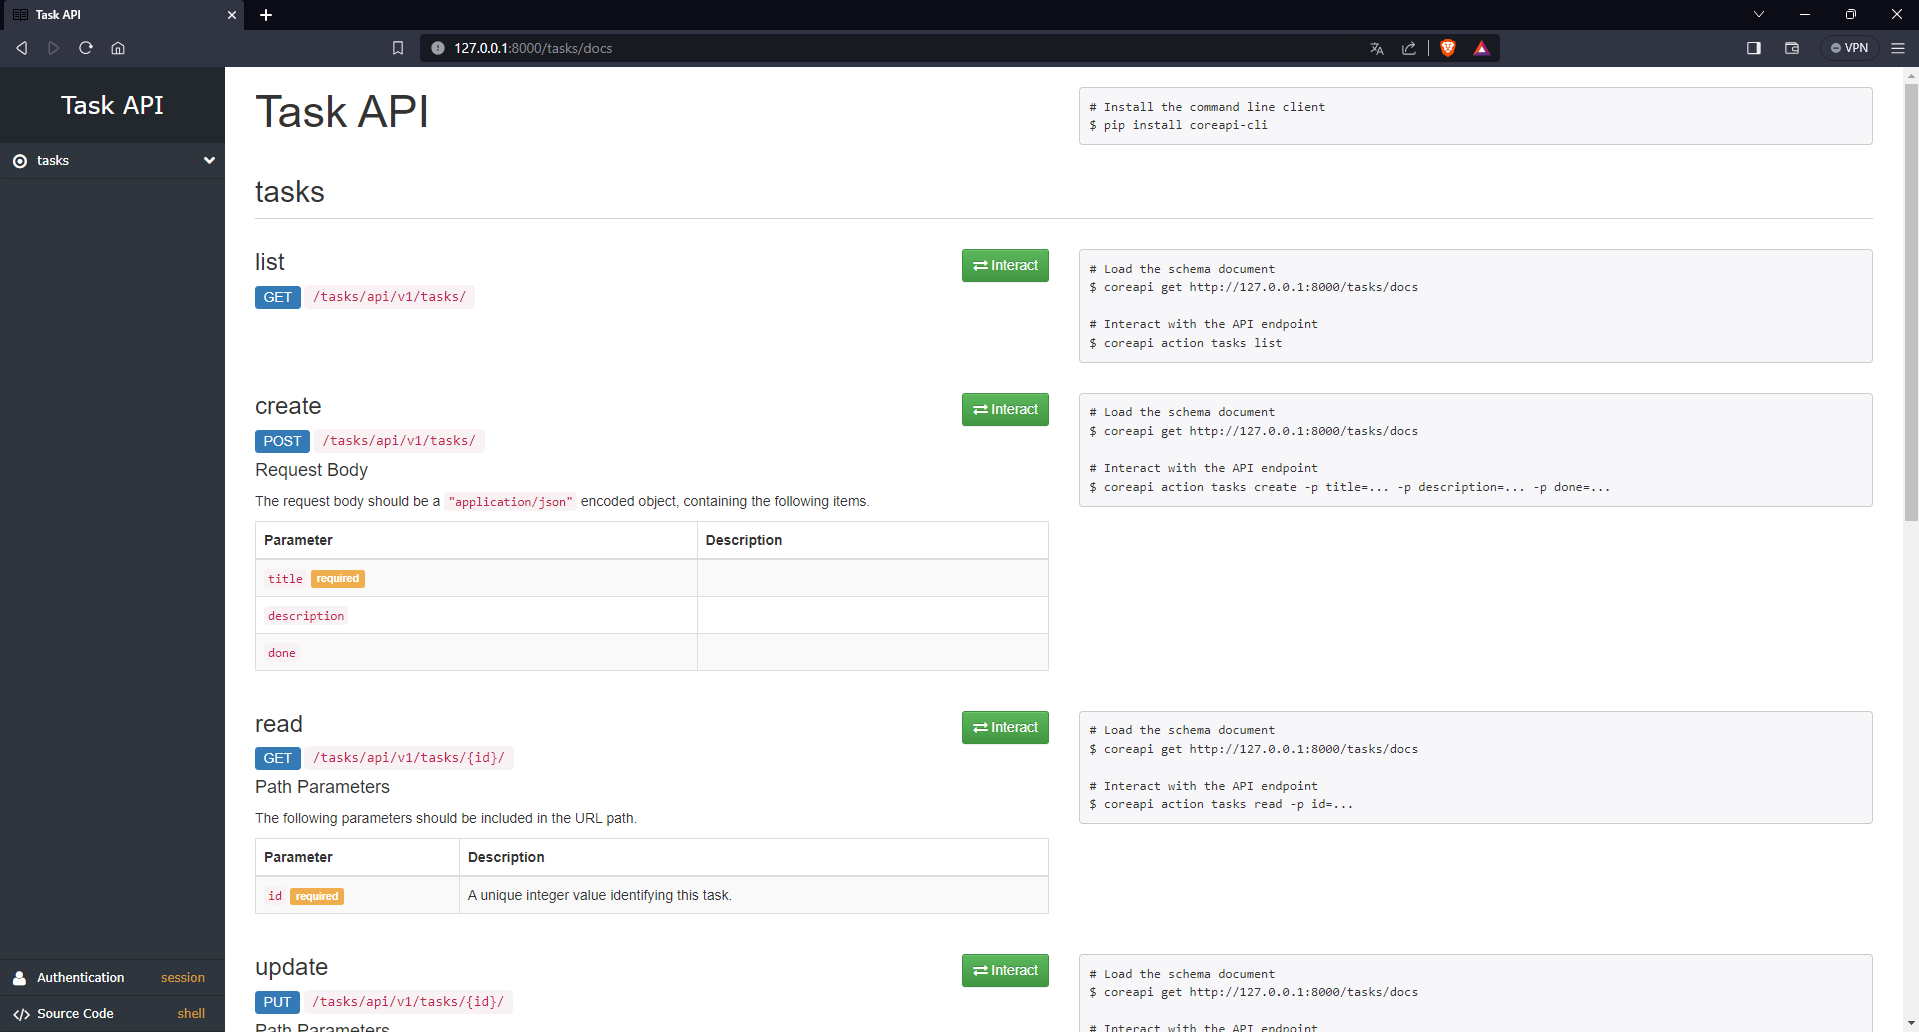 Task API
127.0.0.1:8000/tasks/docs
VPN
Task API
tasks
Authentication session
Source Code shell
Task API
# Install the command line client
$ pip install coreapi-cli
tasks
list
Interact
GET /tasks/api/v1/tasks/
# Load the schema document
$ coreapi get http://127.0.0.1:8000/tasks/docs
# Interact with the API endpoint
$ coreapi action tasks list
create
Interact
POST /tasks/api/v1/tasks/
Request Body
The request body should be a "application/json" encoded object, containing the following items.
Parameter Description
title required
description
done
# Load the schema document
$ coreapi get http://127.0.0.1:8000/tasks/docs
# Interact with the API endpoint
$ coreapi action tasks create -p title=... -p description=... -p done=...
read
Interact
GET /tasks/api/v1/tasks/{id}/
Path Parameters
The following parameters should be included in the URL path.
Parameter Description
id required A unique integer value identifying this task.
# Load the schema document
$ coreapi get http://127.0.0.1:8000/tasks/docs
# Interact with the API endpoint
$ coreapi action tasks read -p id=...
update
Interact
PUT /tasks/api/v1/tasks/{id}/
Path Parameters
# Load the schema document
$ coreapi get http://127.0.0.1:8000/tasks/docs
# Interact with the API endpoint